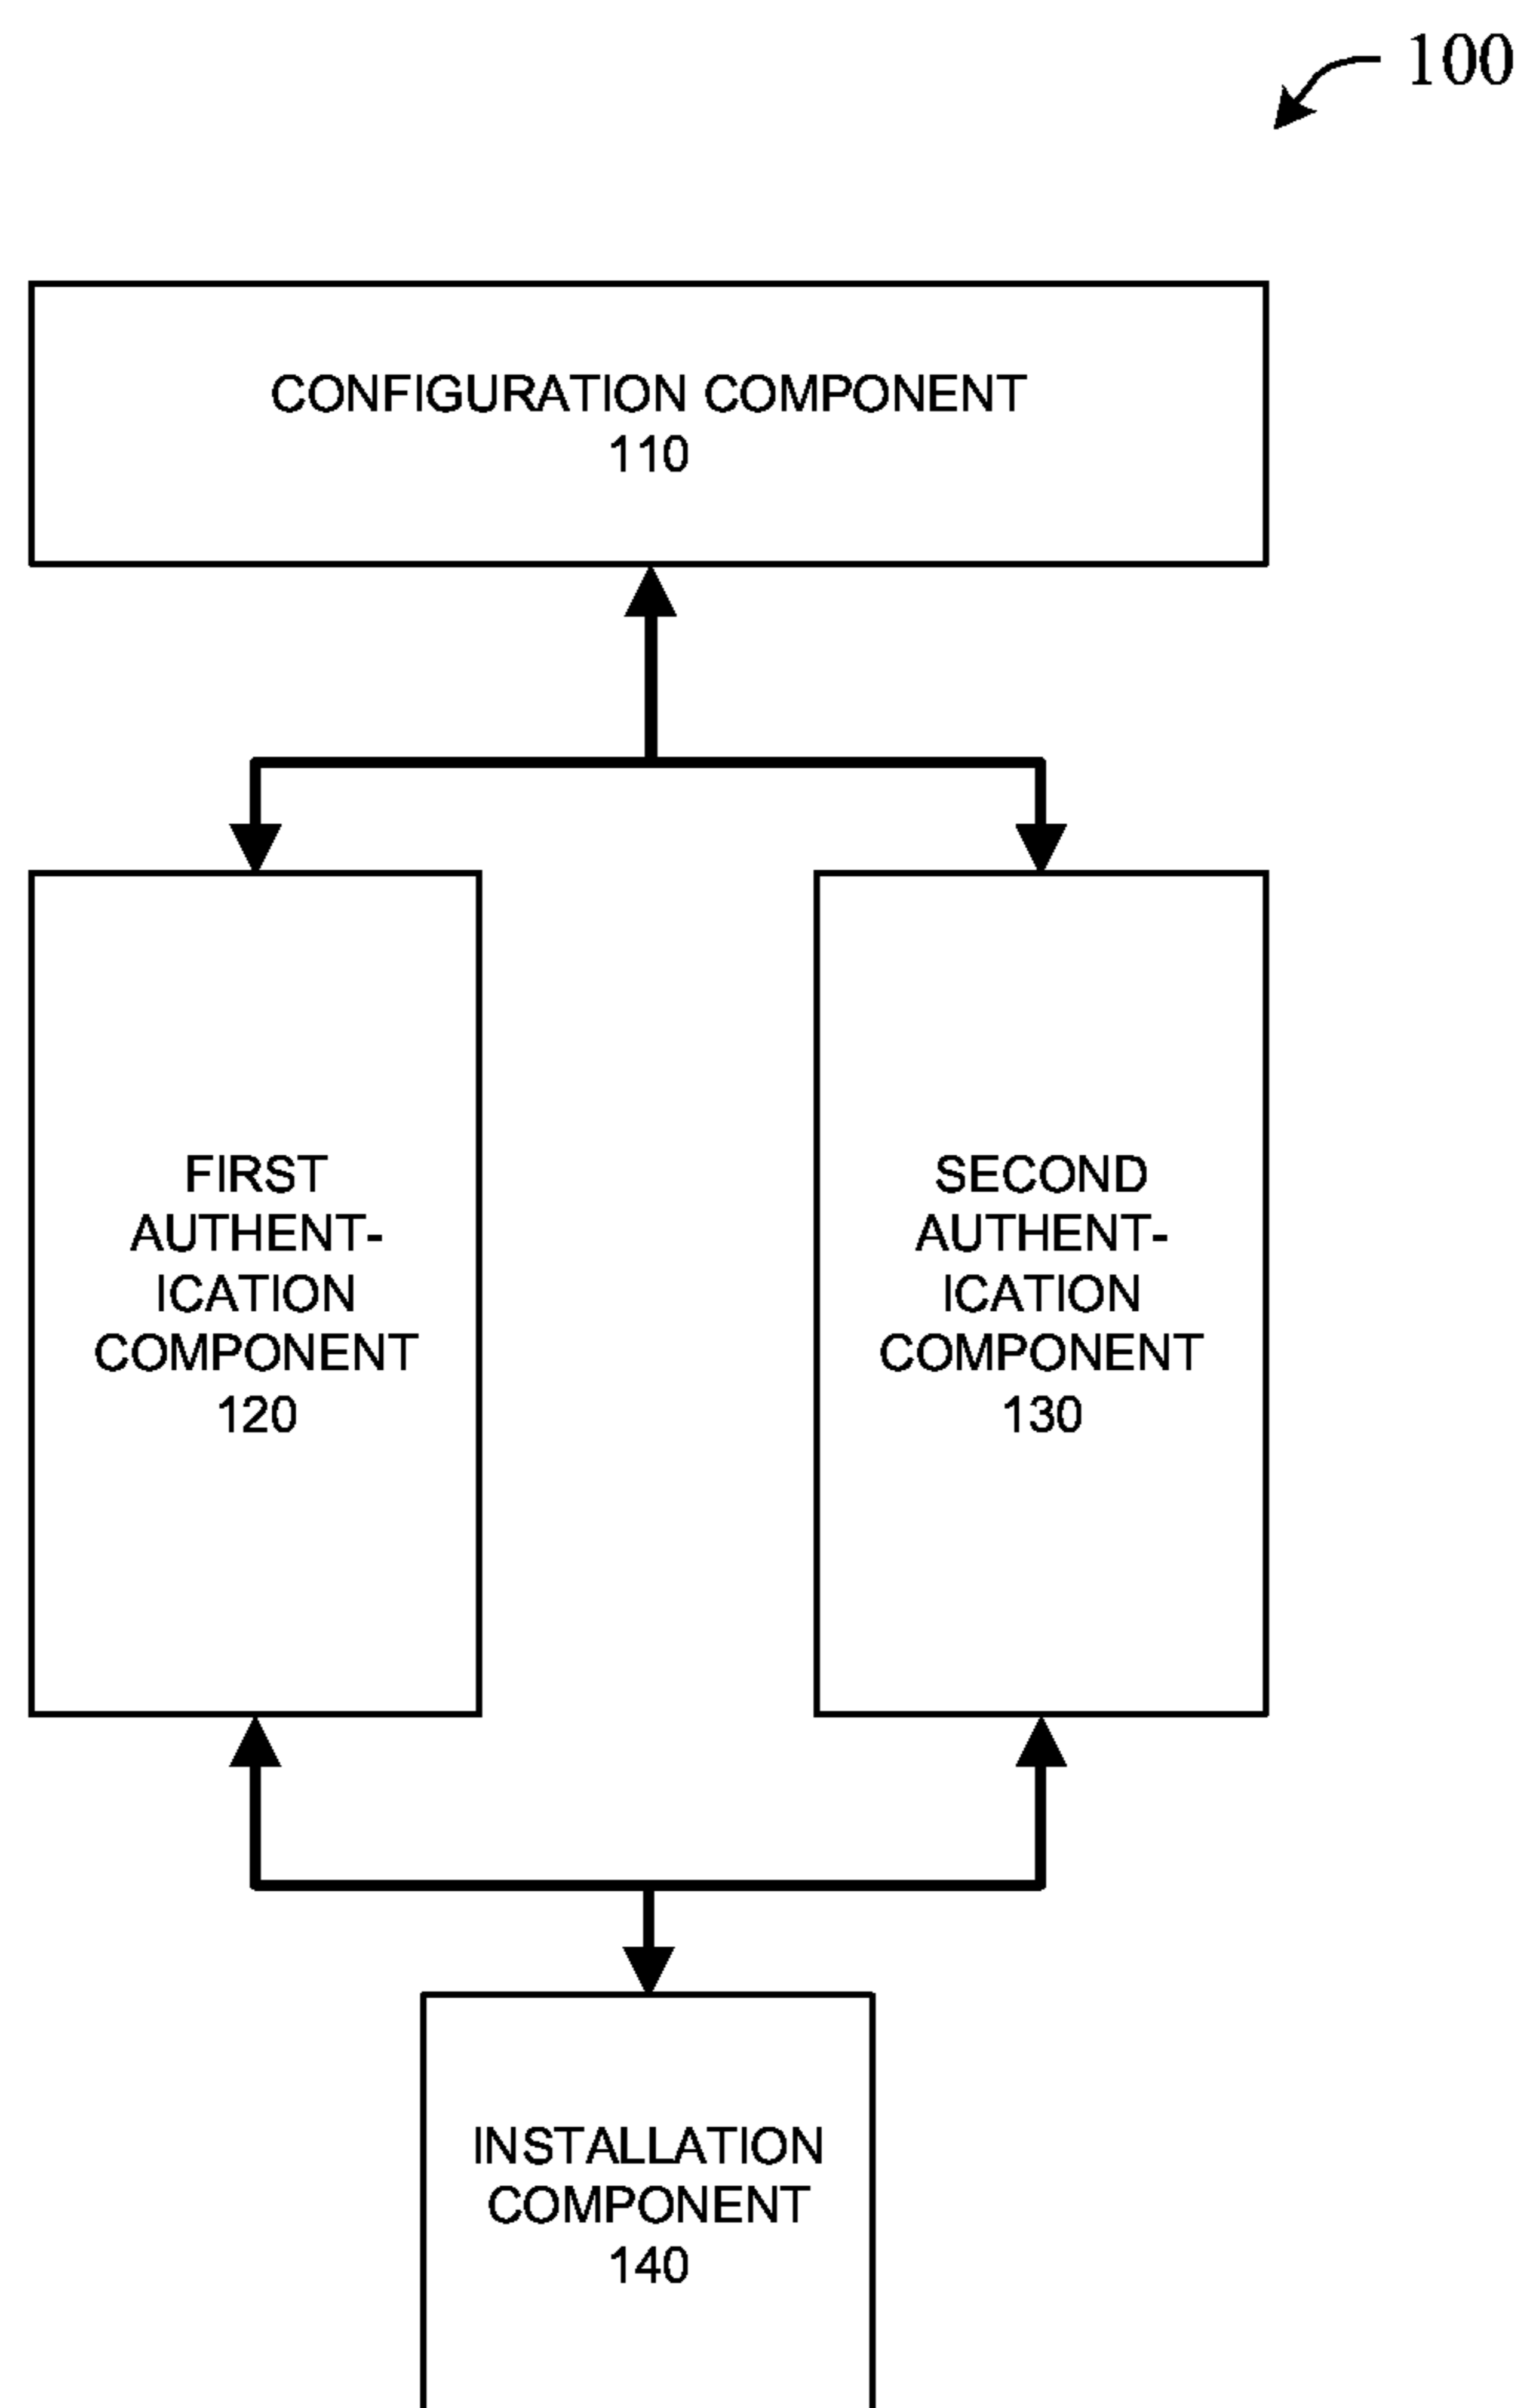 100
CONFIGURATION COMPONENT
110
FIRST
AUTHENT-
ICATION
COMPONENT
120
SECOND
AUTHENT-
ICATION
COMPONENT
130
INSTALLATION
COMPONENT
140